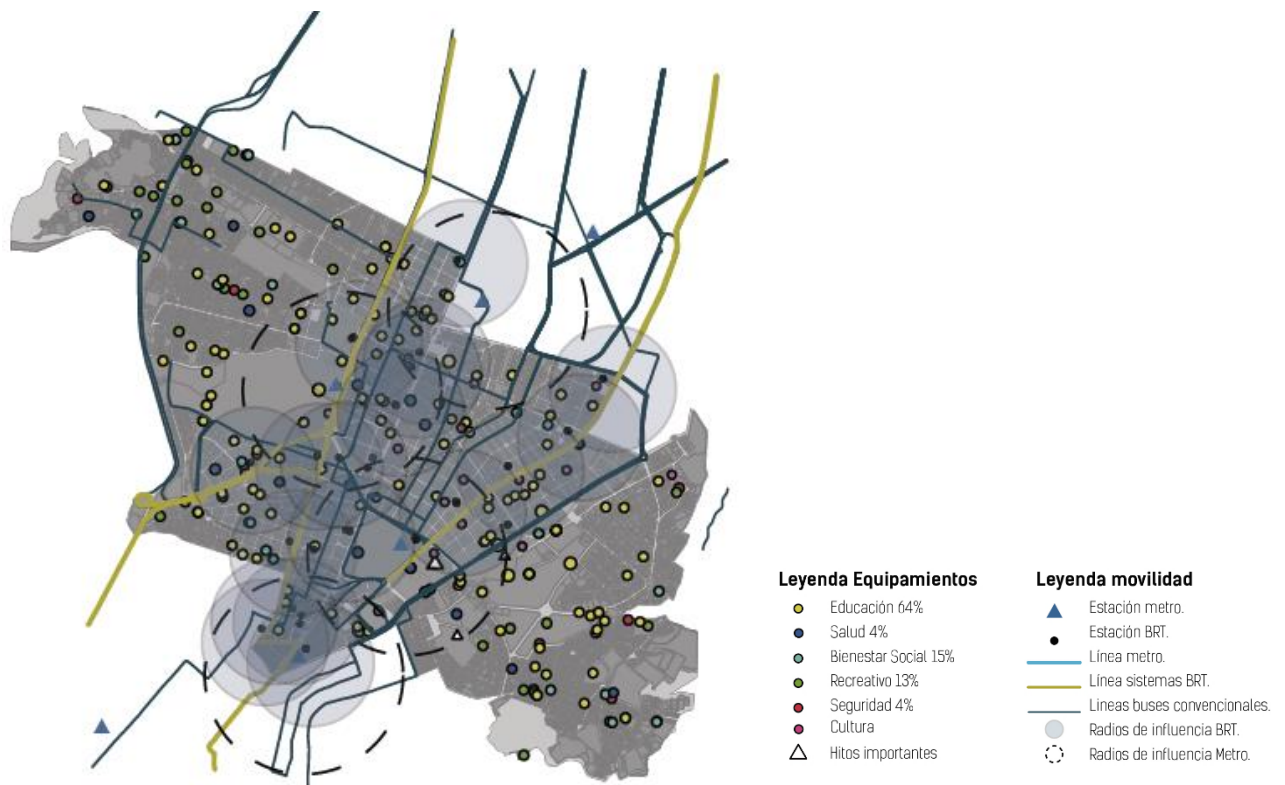 Leyenda Equipamientos
Educación 64%
Salud 4%
Bienestar Social 15%
Recreativo 13%
Seguridad 4%
Cultura
Hitos importantes
Leyenda movilidad
Estación metro.
Estación BRT.
Línea metro.
Línea sistemas BRT.
Lineas buses convencionales.
Radios de influencia BRT.
Radios de influencia Metro.